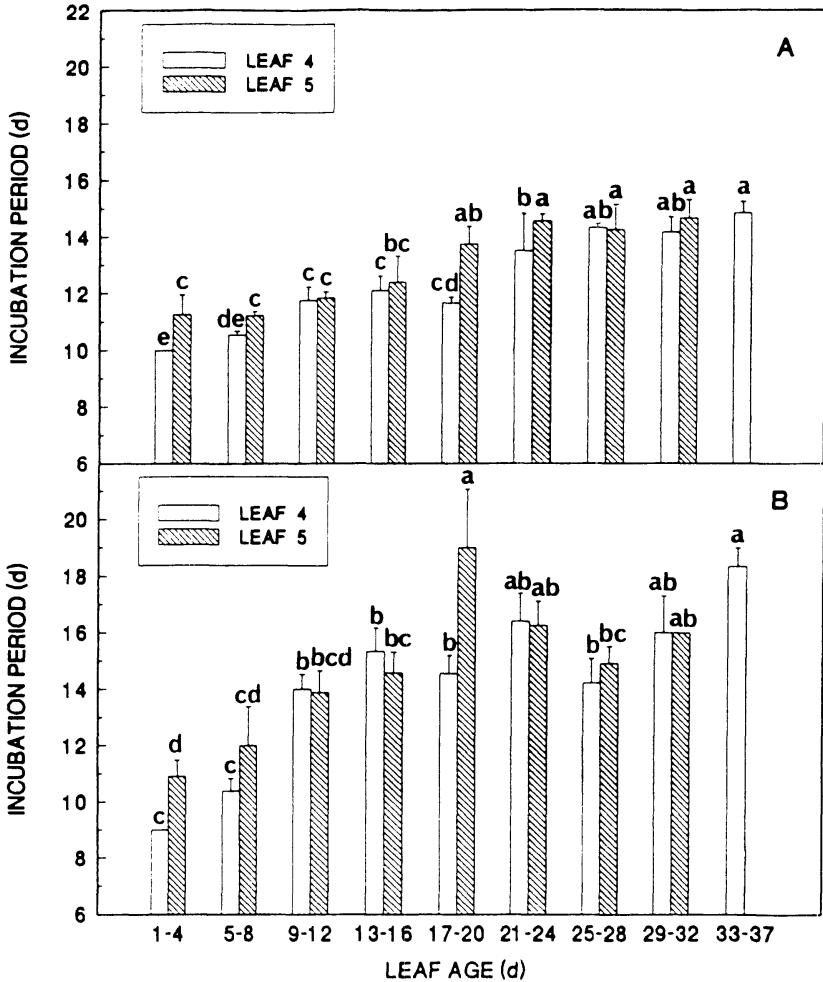 22
20
18
16
14
12
10
8
6
INCUBATION PERIOD (d)
LEAF 4
LEAF 5
A
e c
de c
c c
c bc
cd ab
b a
ab a
ab a
a
20
18
16
14
12
10
8
6
INCUBATION PERIOD (d)
LEAF 4
LEAF 5
B
c d
c cd
b bcd
b bc
b a
ab ab
b bc
ab ab
a
1-4 5-8 9-12 13-16 17-20 21-24 25-28 29-32 33-37
LEAF AGE (d)